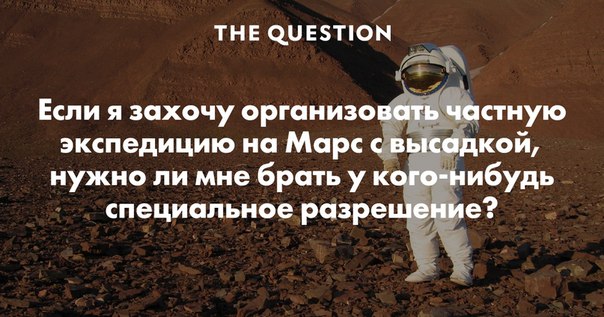 THE QUESTION
Если я захочу организовать частную
экспедицию на Марс с высадкой,
нужно ли мне брать у кого-нибудь
специальное разрешение?